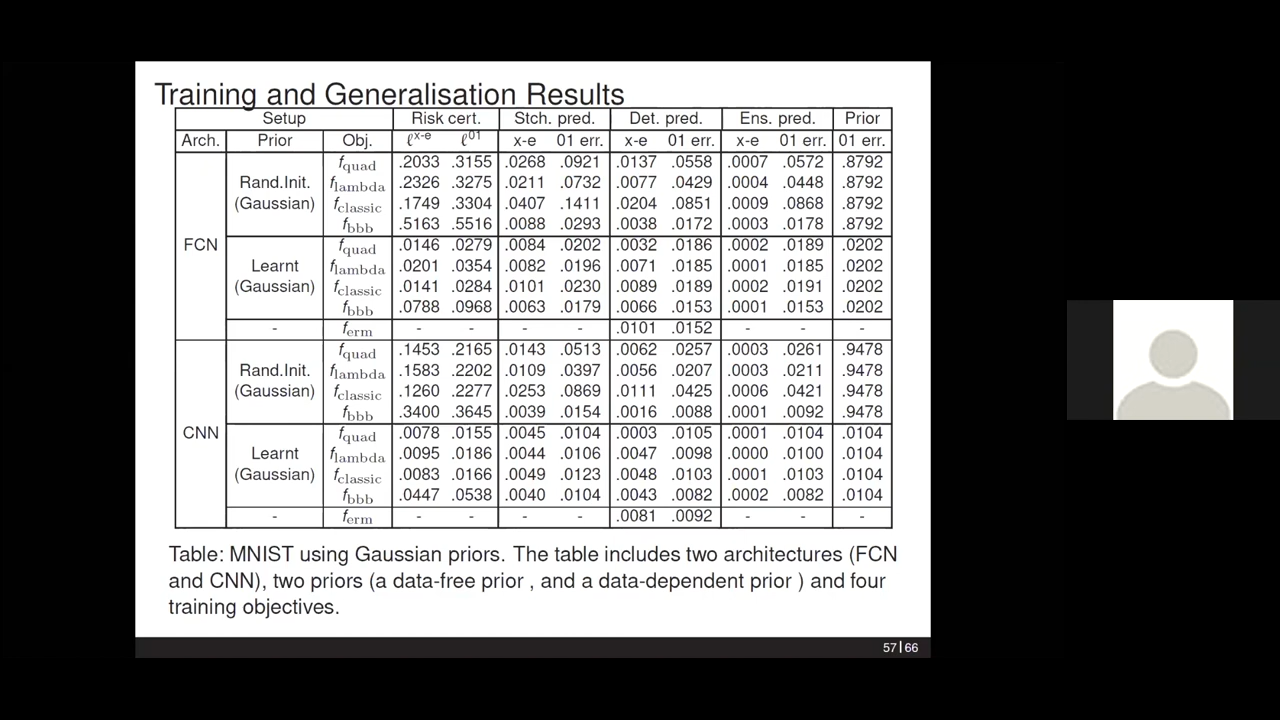 Training and Generalisation Results
Setup Risk cert. Stch. pred. Det. pred. Ens. pred. Prior
Arch. Prior Obj. ℓx-e ℓ01 x-e 01 err. x-e 01 err. x-e 01 err. 01 err.
fquad .2033 .3155 .0268 .0921 .0137 .0558 .0007 .0572 .8792
Rand.Init. flambda .2326 .3275 .0211 .0732 .0077 .0429 .0004 .0448 .8792
(Gaussian) fclassic .1749 .3304 .0407 .1411 .0204 .0851 .0009 .0868 .8792
fbbb .5163 .5516 .0088 .0293 .0038 .0172 .0003 .0178 .8792
FCN fquad .0146 .0279 .0084 .0202 .0032 .0186 .0002 .0189 .0202
Learnt flambda .0201 .0354 .0082 .0196 .0071 .0185 .0001 .0185 .0202
(Gaussian) fclassic .0141 .0284 .0101 .0230 .0089 .0189 .0002 .0191 .0202
fbbb .0788 .0968 .0063 .0179 .0066 .0153 .0001 .0153 .0202
- ferm - - - - .0101 .0152 - - -
fquad .1453 .2165 .0143 .0513 .0062 .0257 .0003 .0261 .9478
Rand.Init. flambda .1583 .2202 .0109 .0397 .0056 .0207 .0003 .0211 .9478
(Gaussian) fclassic .1260 .2277 .0253 .0869 .0111 .0425 .0006 .0421 .9478
fbbb .3400 .3645 .0039 .0154 .0016 .0088 .0001 .0092 .9478
CNN fquad .0078 .0155 .0045 .0104 .0003 .0105 .0001 .0104 .0104
Learnt flambda .0095 .0186 .0044 .0106 .0047 .0098 .0000 .0100 .0104
(Gaussian) fclassic .0083 .0166 .0049 .0123 .0048 .0103 .0001 .0103 .0104
fbbb .0447 .0538 .0040 .0104 .0043 .0082 .0002 .0082 .0104
- ferm - - - - .0081 .0092 - - -
Table: MNIST using Gaussian priors. The table includes two architectures (FCN
and CNN), two priors (a data-free prior , and a data-dependent prior ) and four
training objectives.
57|66